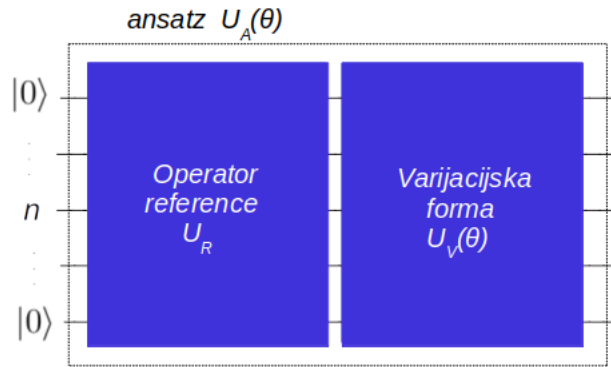 ansatz U_A(θ)
|0⟩
n
|0⟩
Operator
reference
U_R
Varijacijska
forma
U_V(θ)